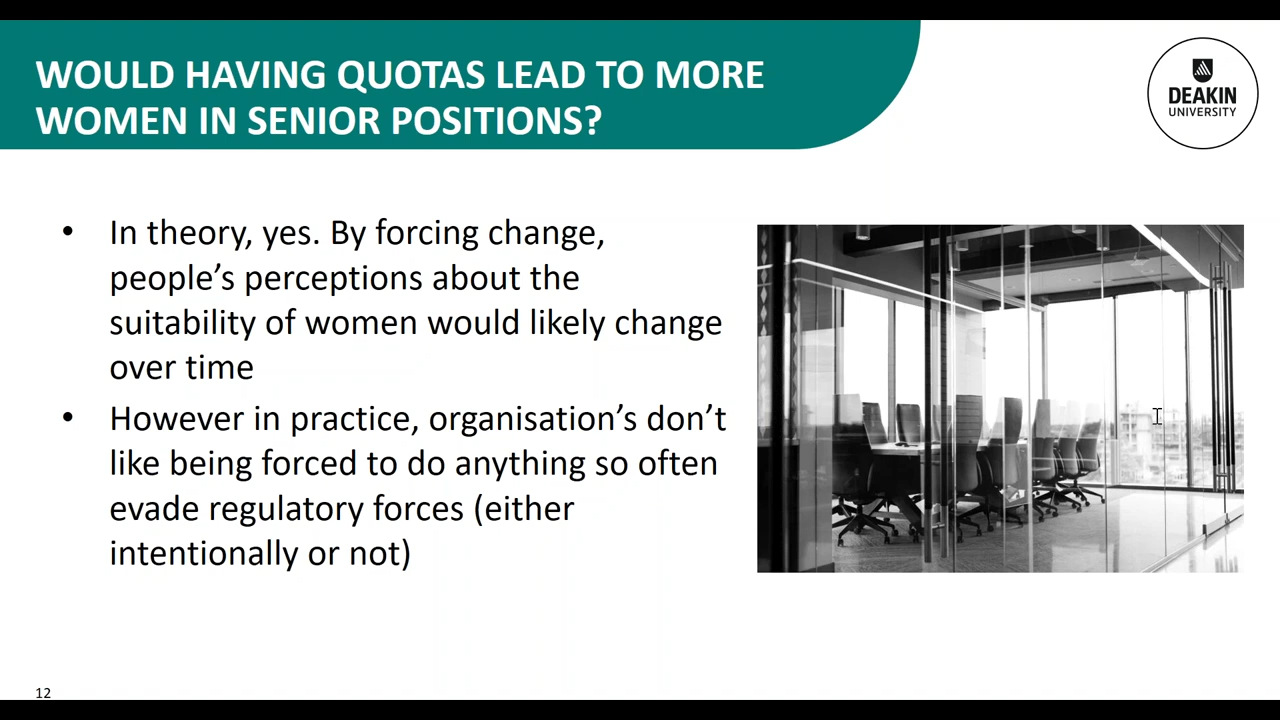 WOULD HAVING QUOTAS LEAD TO MORE
WOMEN IN SENIOR POSITIONS?
DEAKIN
UNIVERSITY
• In theory, yes. By forcing change,
people’s perceptions about the
suitability of women would likely change
over time
• However in practice, organisation’s don’t
like being forced to do anything so often
evade regulatory forces (either
intentionally or not)
12